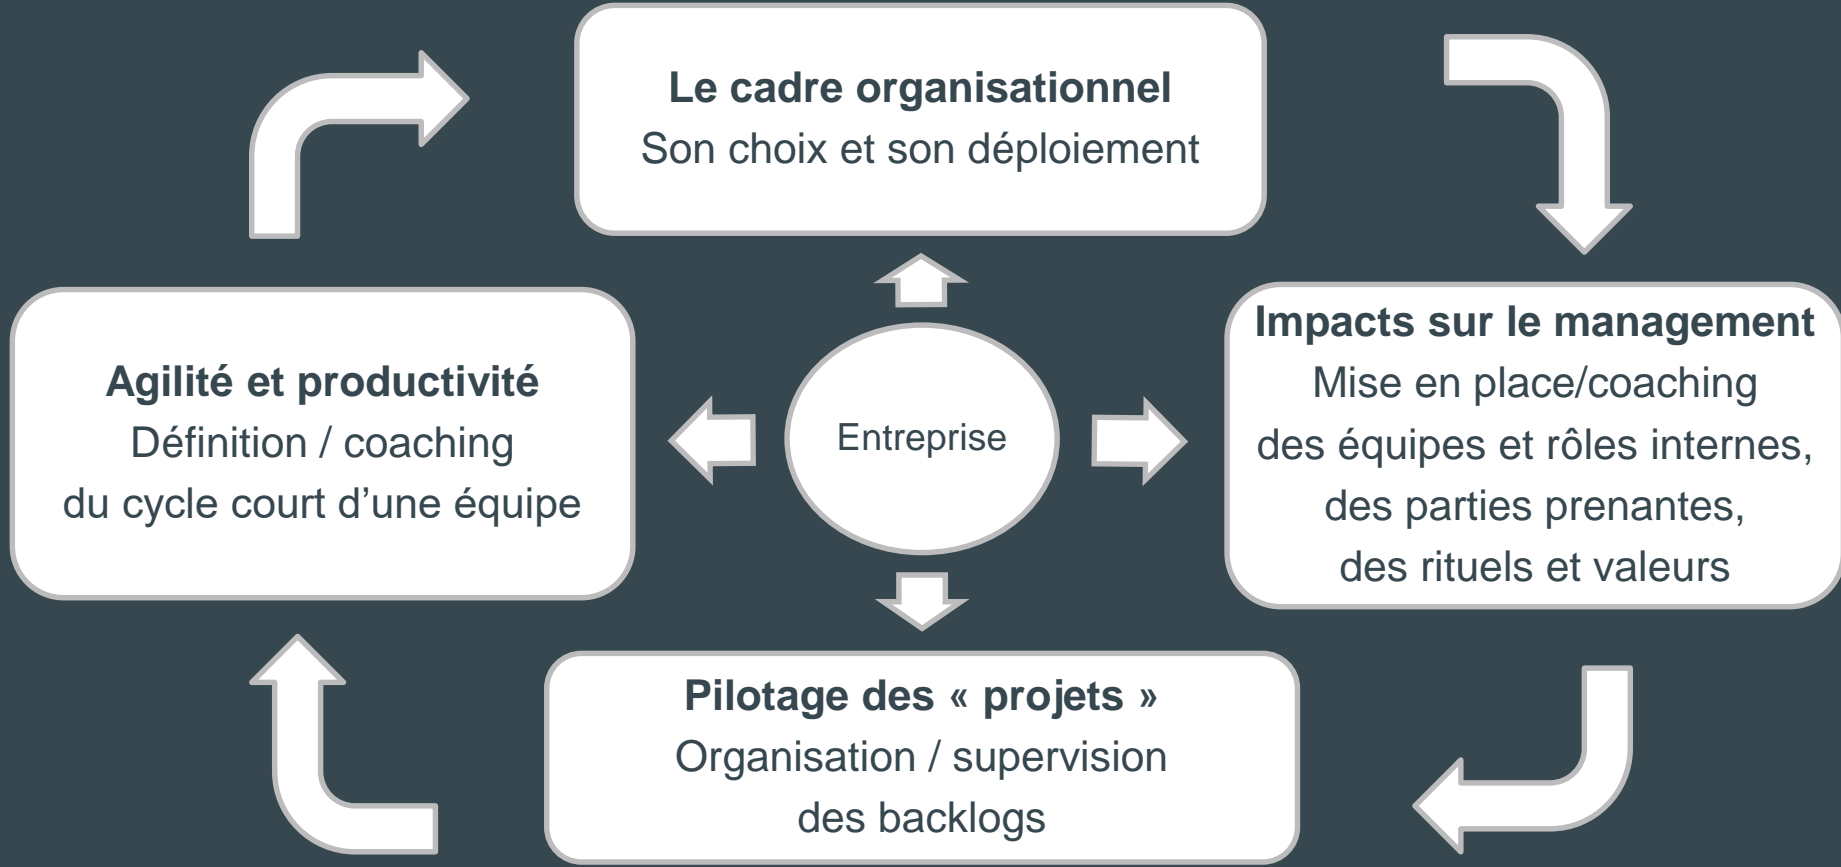 Le cadre organisationnel
Son choix et son déploiement
Agilité et productivité
Définition / coaching
du cycle court d’une équipe
Entreprise
Impacts sur le management
Mise en place/coaching
des équipes et rôles internes,
des parties prenantes,
des rituels et valeurs
Pilotage des « projets »
Organisation / supervision
des backlogs